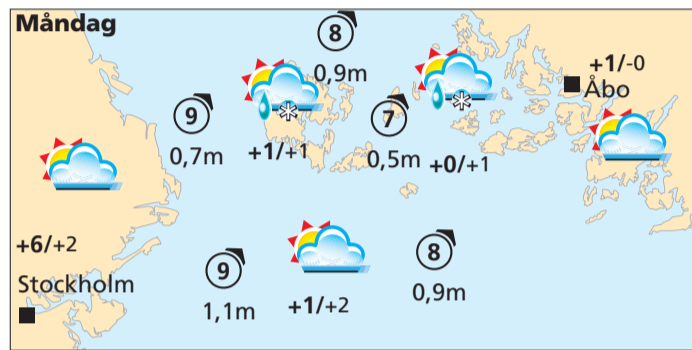 Måndag
8
0,9m
+1/-0
Åbo
9
0,7m
+1/+1
7
0,5m
+0/+1
+6/+2
Stockholm
9
1,1m
+1/+2
8
0,9m